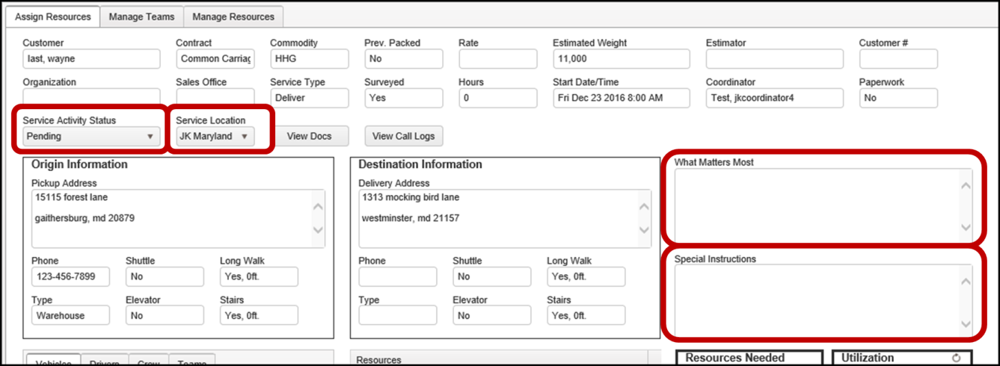 Assign Resources Manage Teams Manage Resources
Customer Contract Commodity Prev. Packed Rate Estimated Weight Estimator Customer #
last, wayne Common Carriag HHG No 11,000
Organization Sales Office Service Type Surveyed Hours Start Date/Time Coordinator Paperwork
Deliver Yes 0 Fri Dec 23 2016 8:00 AM Test, jkcoordinator4 No
Service Activity Status Service Location
Pending JK Maryland View Docs View Call Logs
Origin Information
Pickup Address
15115 forest lane
gaithersburg, md 20879
Phone Shuttle Long Walk
123-456-7899 No Yes, 0ft.
Type Elevator Stairs
Warehouse No Yes, 0ft.
Destination Information
Delivery Address
1313 mocking bird lane
westminster, md 21157
Phone Shuttle Long Walk
No Yes, 0ft.
Type Elevator Stairs
No Yes, 0ft.
What Matters Most
Special Instructions
Vehicles Drivers Crew Teams
Resources
Resources Needed
Utilization